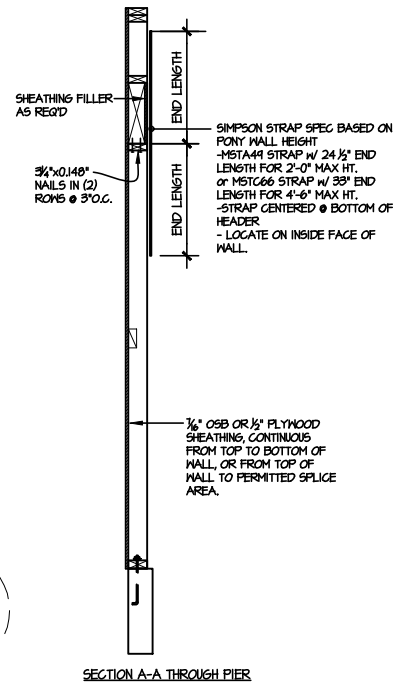 END LENGTH
SHEATHING FILLER
AS REQ'D
SIMPSON STRAP SPEC BASED ON
PONY WALL HEIGHT
-MSTA49 STRAP W/ 24 ½" END
LENGTH FOR 2'-0" MAX HT.
or MSTC66 STRAP W/ 33" END
LENGTH FOR 4'-6" MAX HT.
-STRAP CENTERED @ BOTTOM OF
HEADER
- LOCATE ON INSIDE FACE OF
WALL.
3¼"x0.148"
NAILS IN (2)
ROWS @ 3"O.C.
END LENGTH
7/16" OSB OR ½" PLYWOOD
SHEATHING, CONTINUOUS
FROM TOP TO BOTTOM OF
WALL, OR FROM TOP OF
WALL TO PERMITTED SPLICE
AREA.
SECTION A-A THROUGH PIER